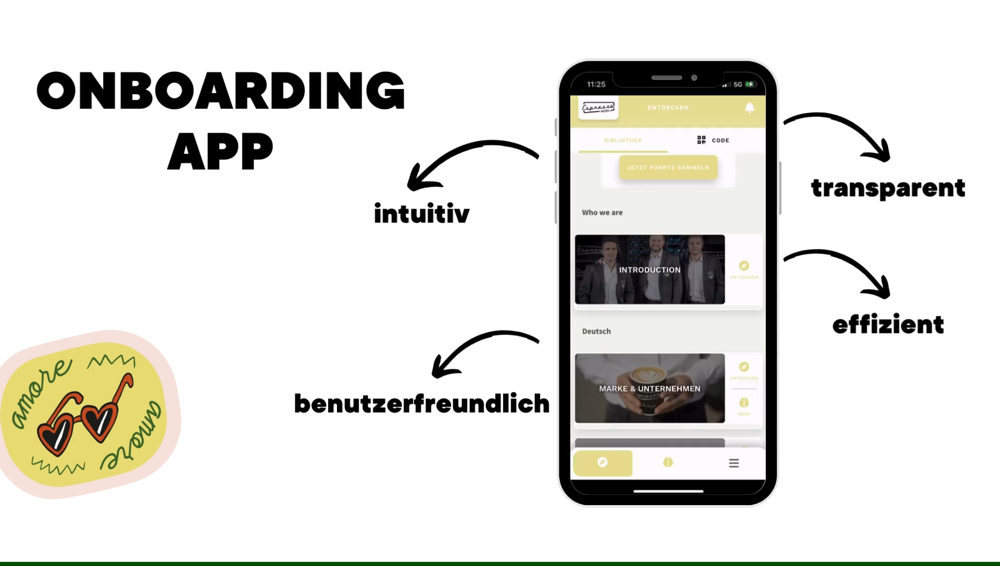 ONBOARDING
APP
intuitiv
benutzerfreundlich
transparent
effizient
amore
amore
11:25
5G
Espresso
MOBIL
ENTDECKEN
BIBLIOTHEK
CODE
JETZT PUNKTE SAMMELN
Who we are
INTRODUCTION
ENTDECKEN
Deutsch
MARKE & UNTERNEHMEN
ENTDECKEN
ÜBEN